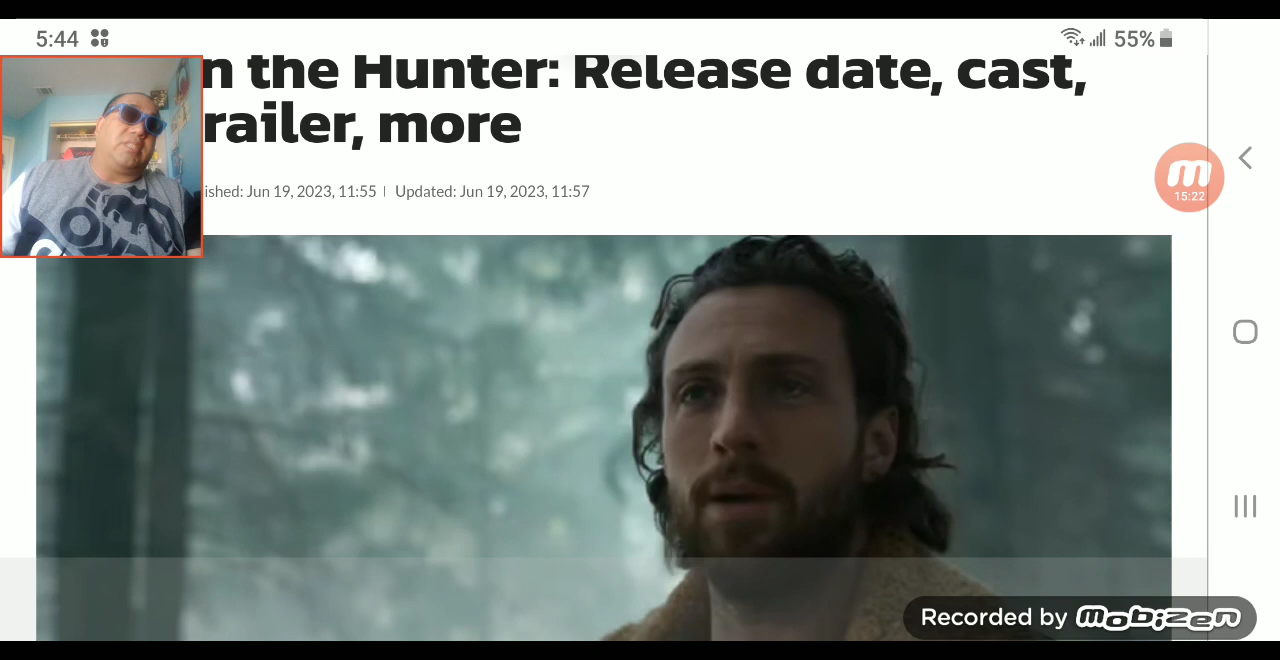 5:44
55%
n the Hunter: Release date, cast,
railer, more
ished: Jun 19, 2023, 11:55 | Updated: Jun 19, 2023, 11:57
m
15:22
Recorded by mobizen